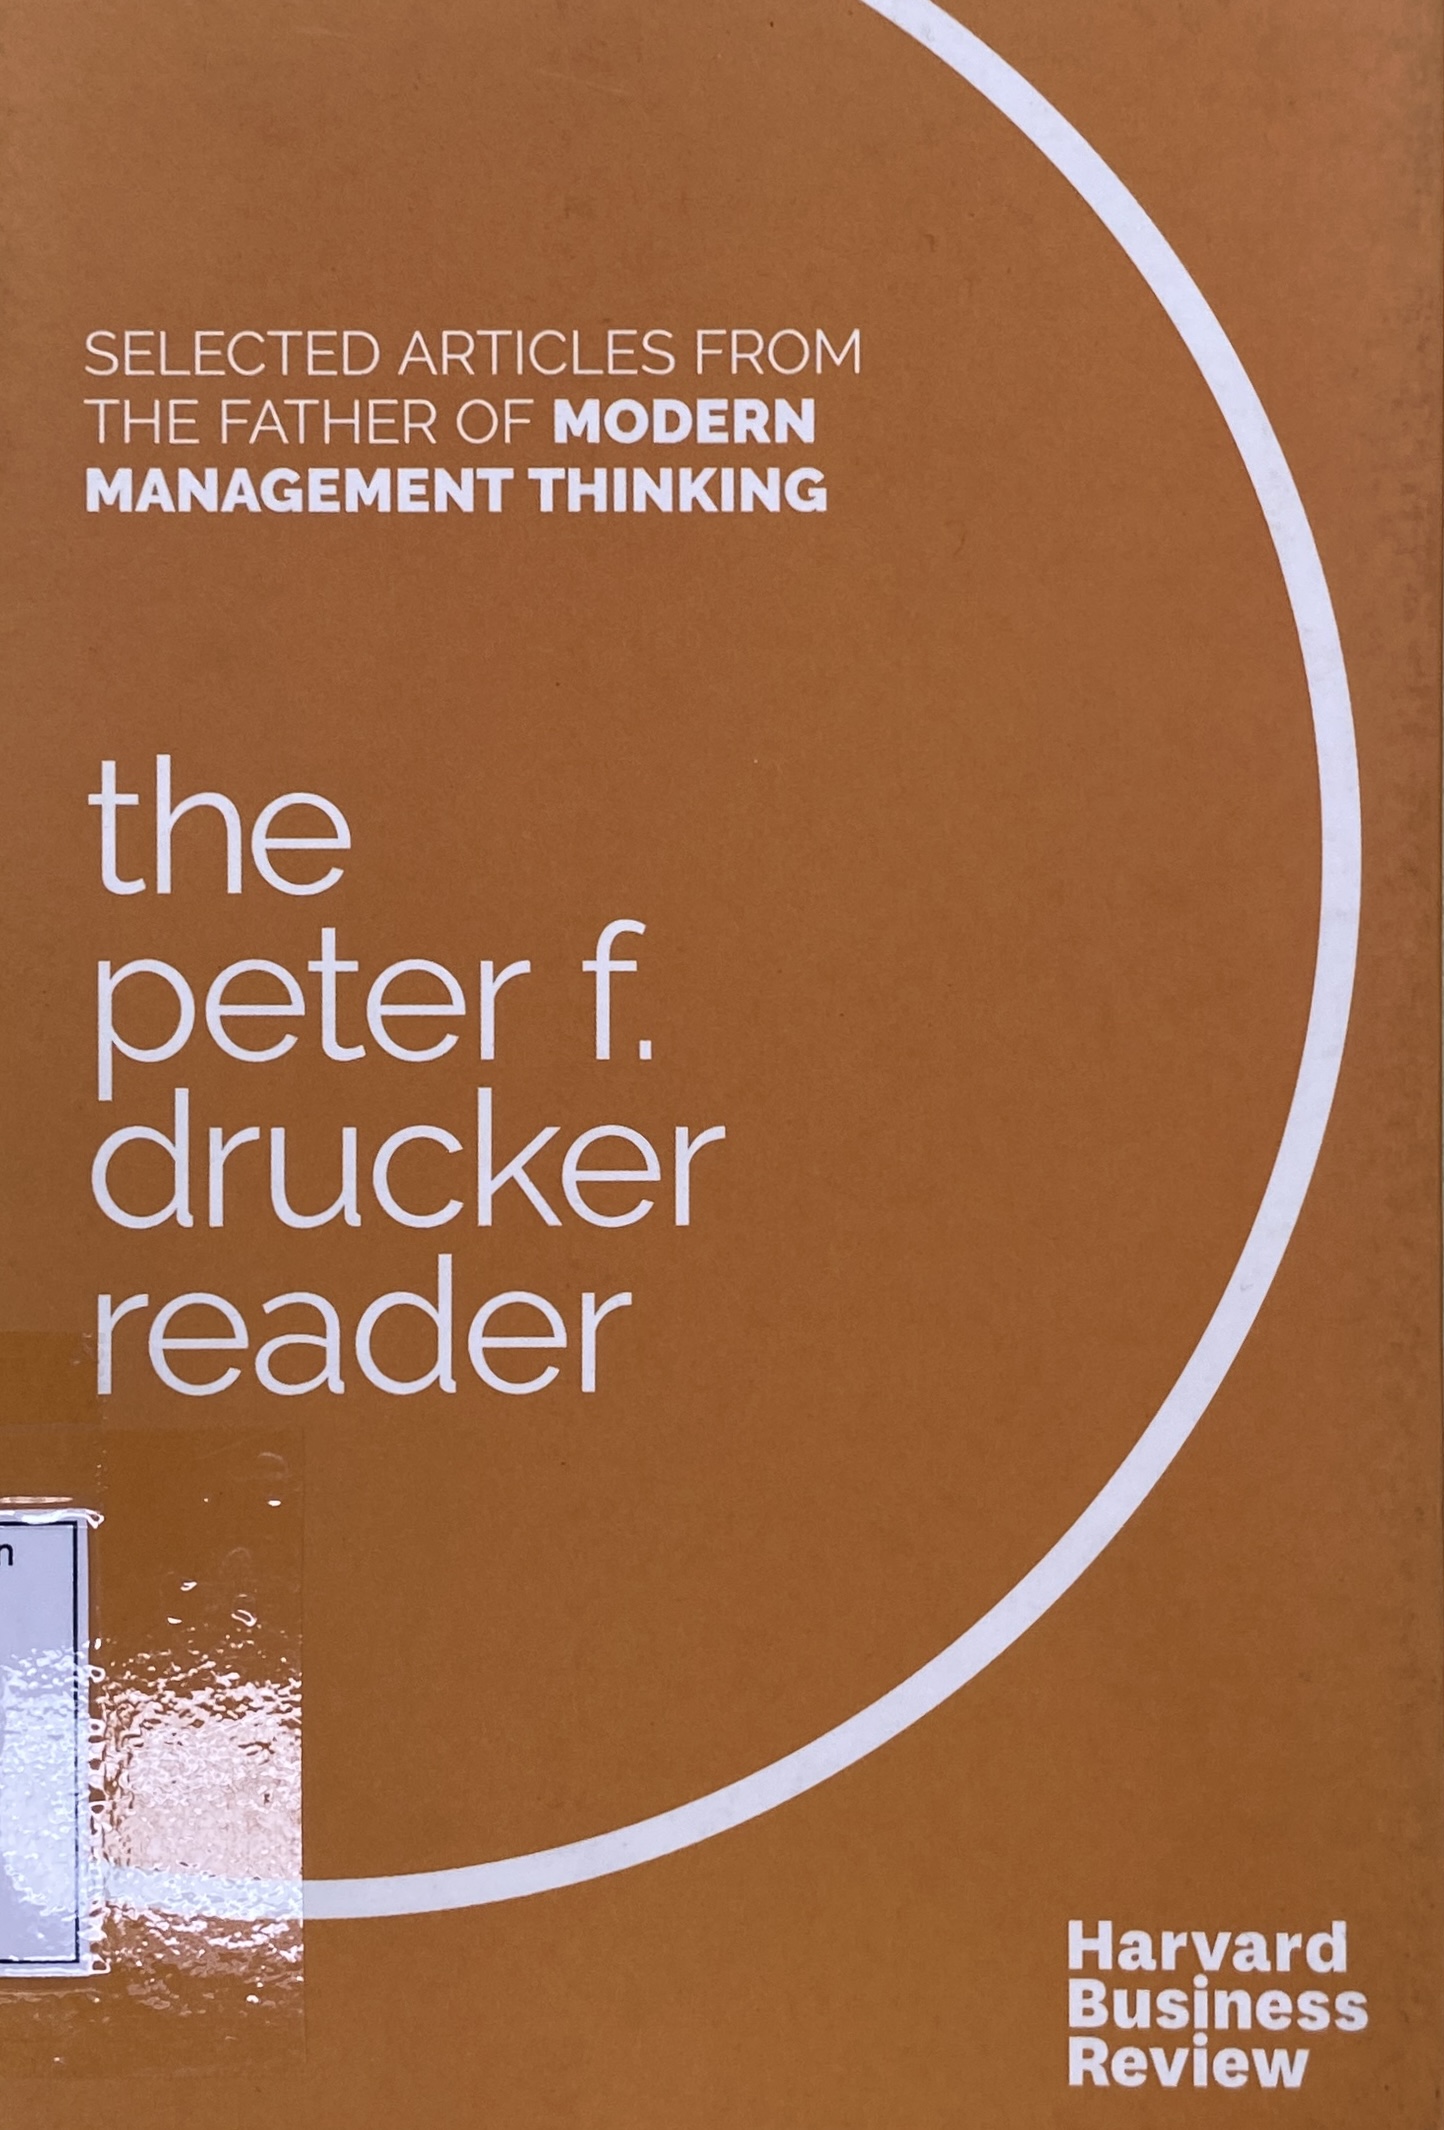 SELECTED ARTICLES FROM
THE FATHER OF MODERN
MANAGEMENT THINKING
the
peter f.
drucker
reader
n
Harvard
Business
Review